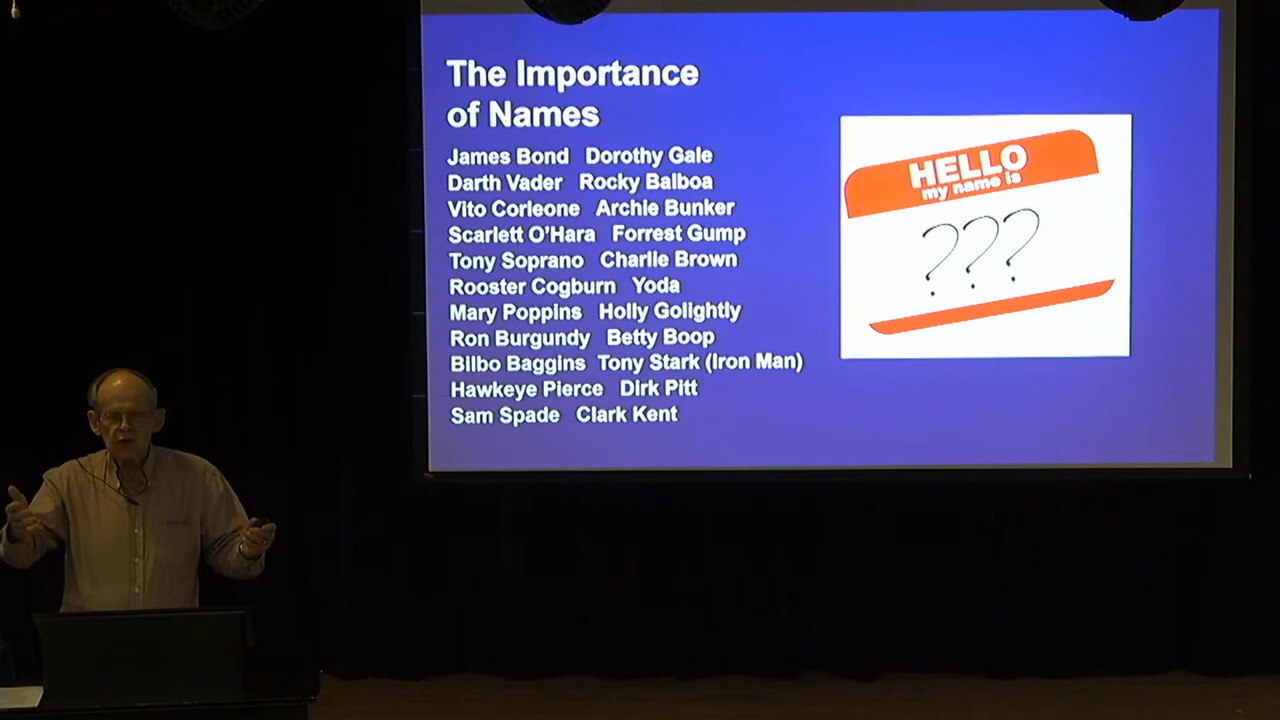 The Importance
of Names
James Bond Dorothy Gale
Darth Vader Rocky Balboa
Vito Corleone Archie Bunker
Scarlett O'Hara Forrest Gump
Tony Soprano Charlie Brown
Rooster Cogburn Yoda
Mary Poppins Holly Golightly
Ron Burgundy Betty Boop
Bilbo Baggins Tony Stark (Iron Man)
Hawkeye Pierce Dirk Pitt
Sam Spade Clark Kent
HELLO
my name is
???